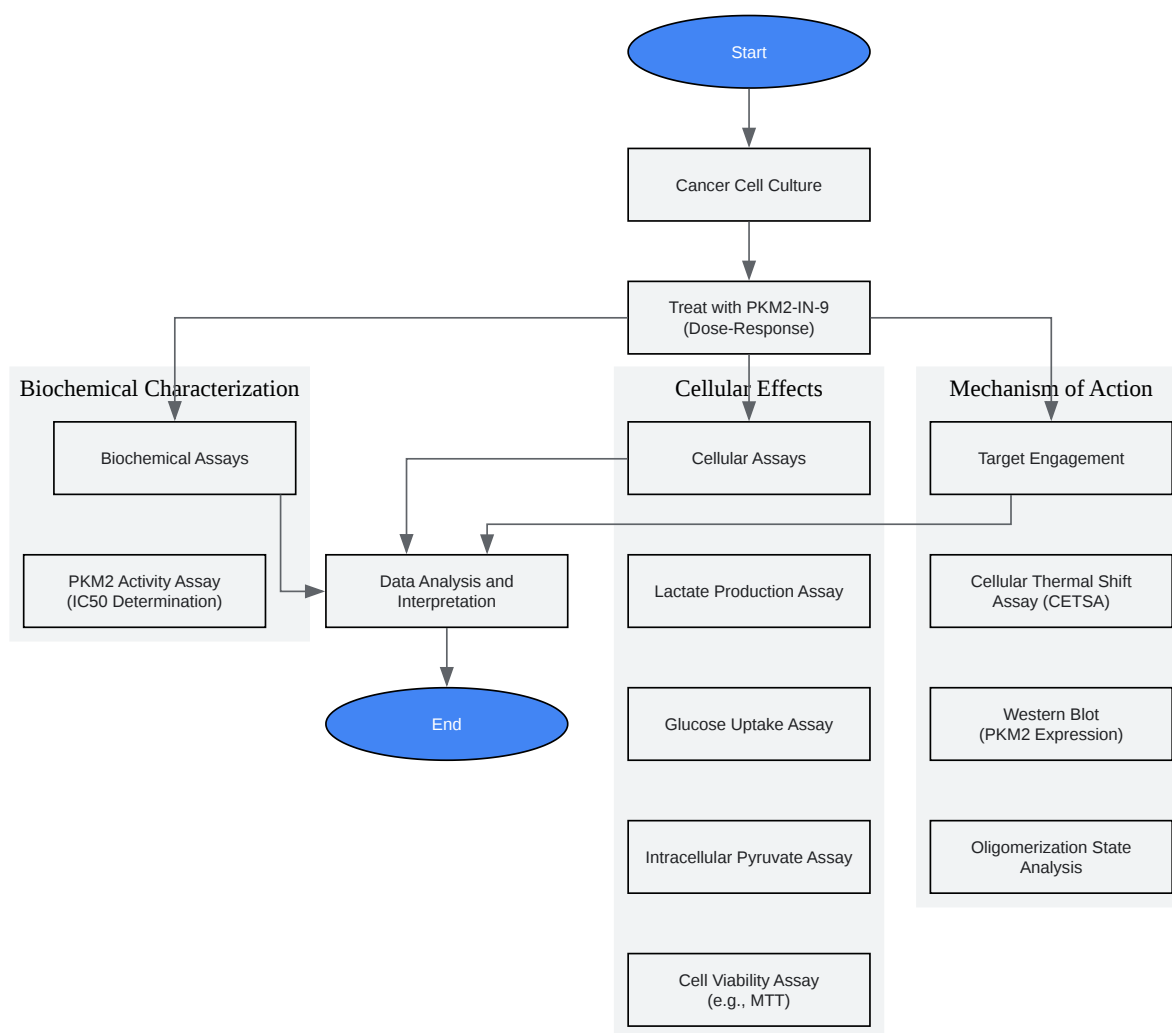 Start
Cancer Cell Culture
Treat with PKM2-IN-9
(Dose-Response)
Biochemical Characterization
Cellular Effects
Mechanism of Action
Biochemical Assays
Cellular Assays
Target Engagement
PKM2 Activity Assay
(IC50 Determination)
Data Analysis and
Interpretation
Lactate Production Assay
Cellular Thermal Shift
Assay (CETSA)
End
Glucose Uptake Assay
Western Blot
(PKM2 Expression)
Intracellular Pyruvate Assay
Oligomerization State
Analysis
Cell Viability Assay
(e.g., MTT)